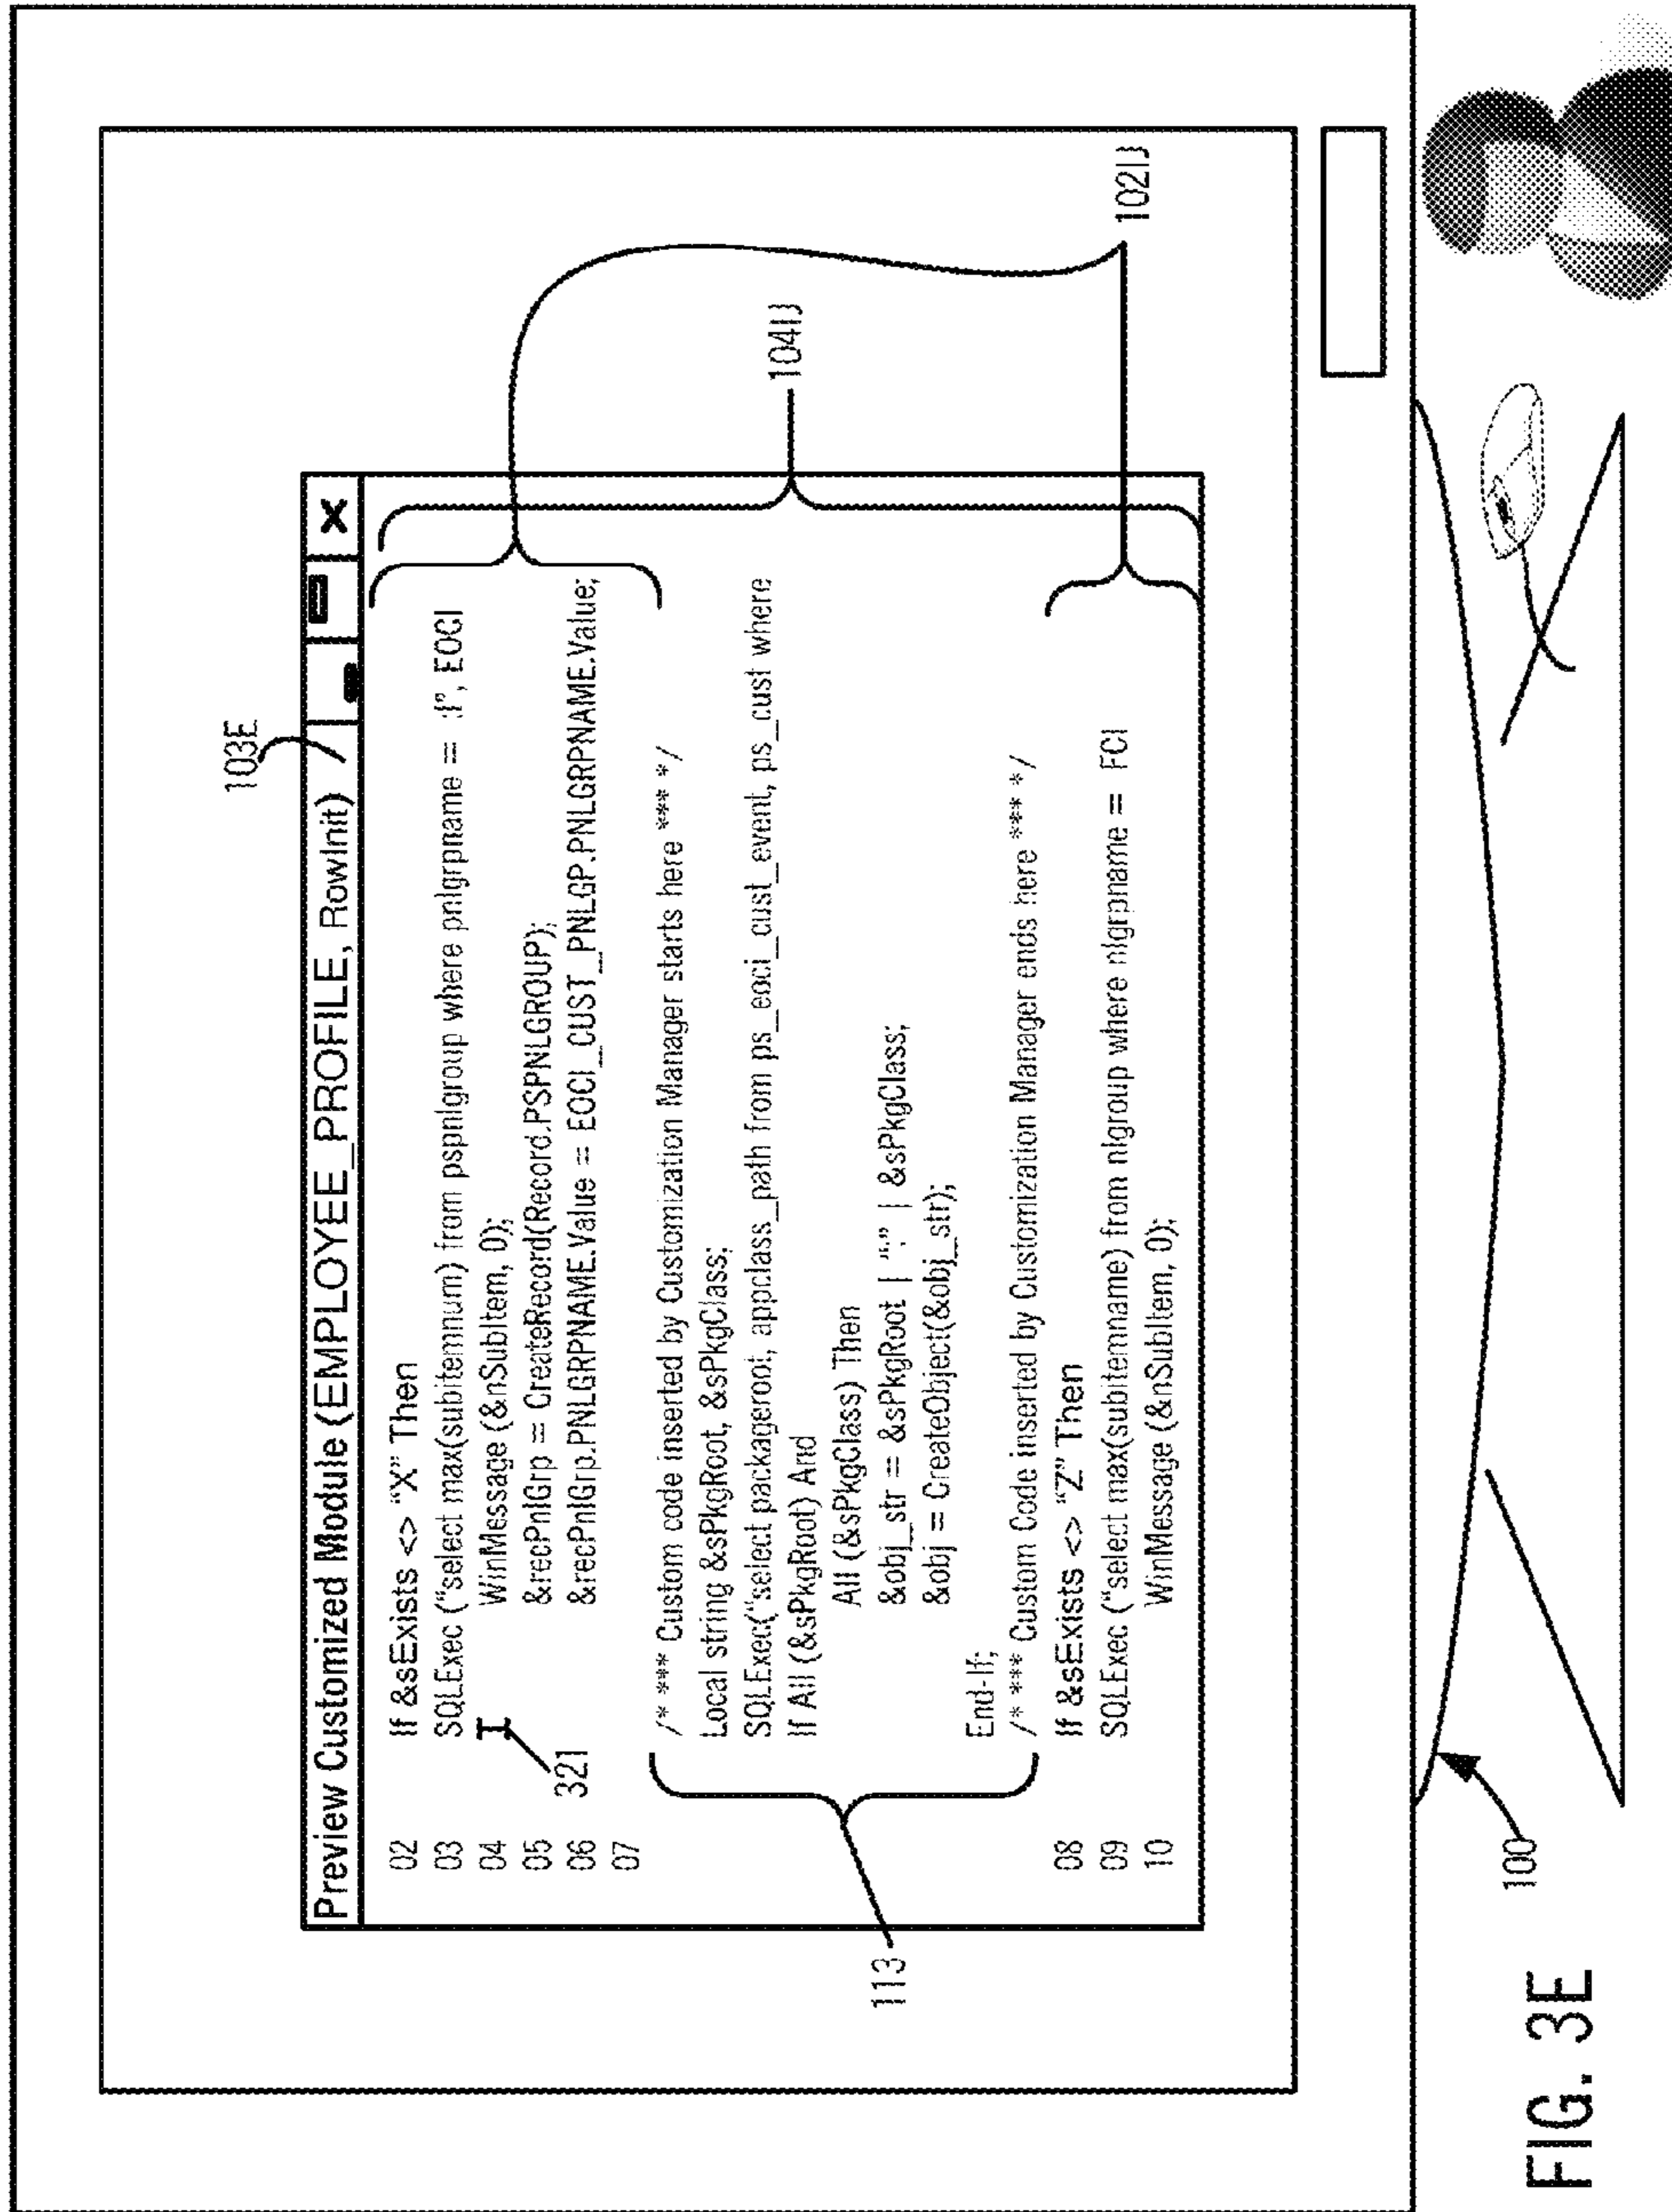 103E
Preview Customized Module (EMPLOYEE_PROFILE, RowInit)
02 If &sExists <> “X” Then
03 SQLExec (“select max(subitemnum) from pspnlgroup where pnlgrpname = :I”, EOCI
04 WinMessage (&nSubItem, 0);
05 &recPnlGrp = CreateRecord(Record.PSPNLGROUP);
06 &recPnlGrp.PNLGRPNAME.Value = EOCI_CUST_PNLGP.PNLGRPNAME.Value;
07
321
/* *** Custom code inserted by Customization Manager starts here *** */
Local string &sPkgRoot, &sPkgClass;
SQLExec(“select packageroot, appclass_path from ps_eoci_cust_event, ps_cust where
If All (&sPkgRoot) And
All (&sPkgClass) Then
&obj_str = &sPkgRoot | “:” | &sPkgClass;
&obj = CreateObject(&obj_str);
End-If;
/* *** Custom Code inserted by Customization Manager ends here *** */
08 If &sExists <> “Z” Then
09 SQLExec (“select max(subitemname) from nlgroup where nlgrpname = FCI
10 WinMessage (&nSubItem, 0);
113
104IJ
102IJ
100
FIG. 3E